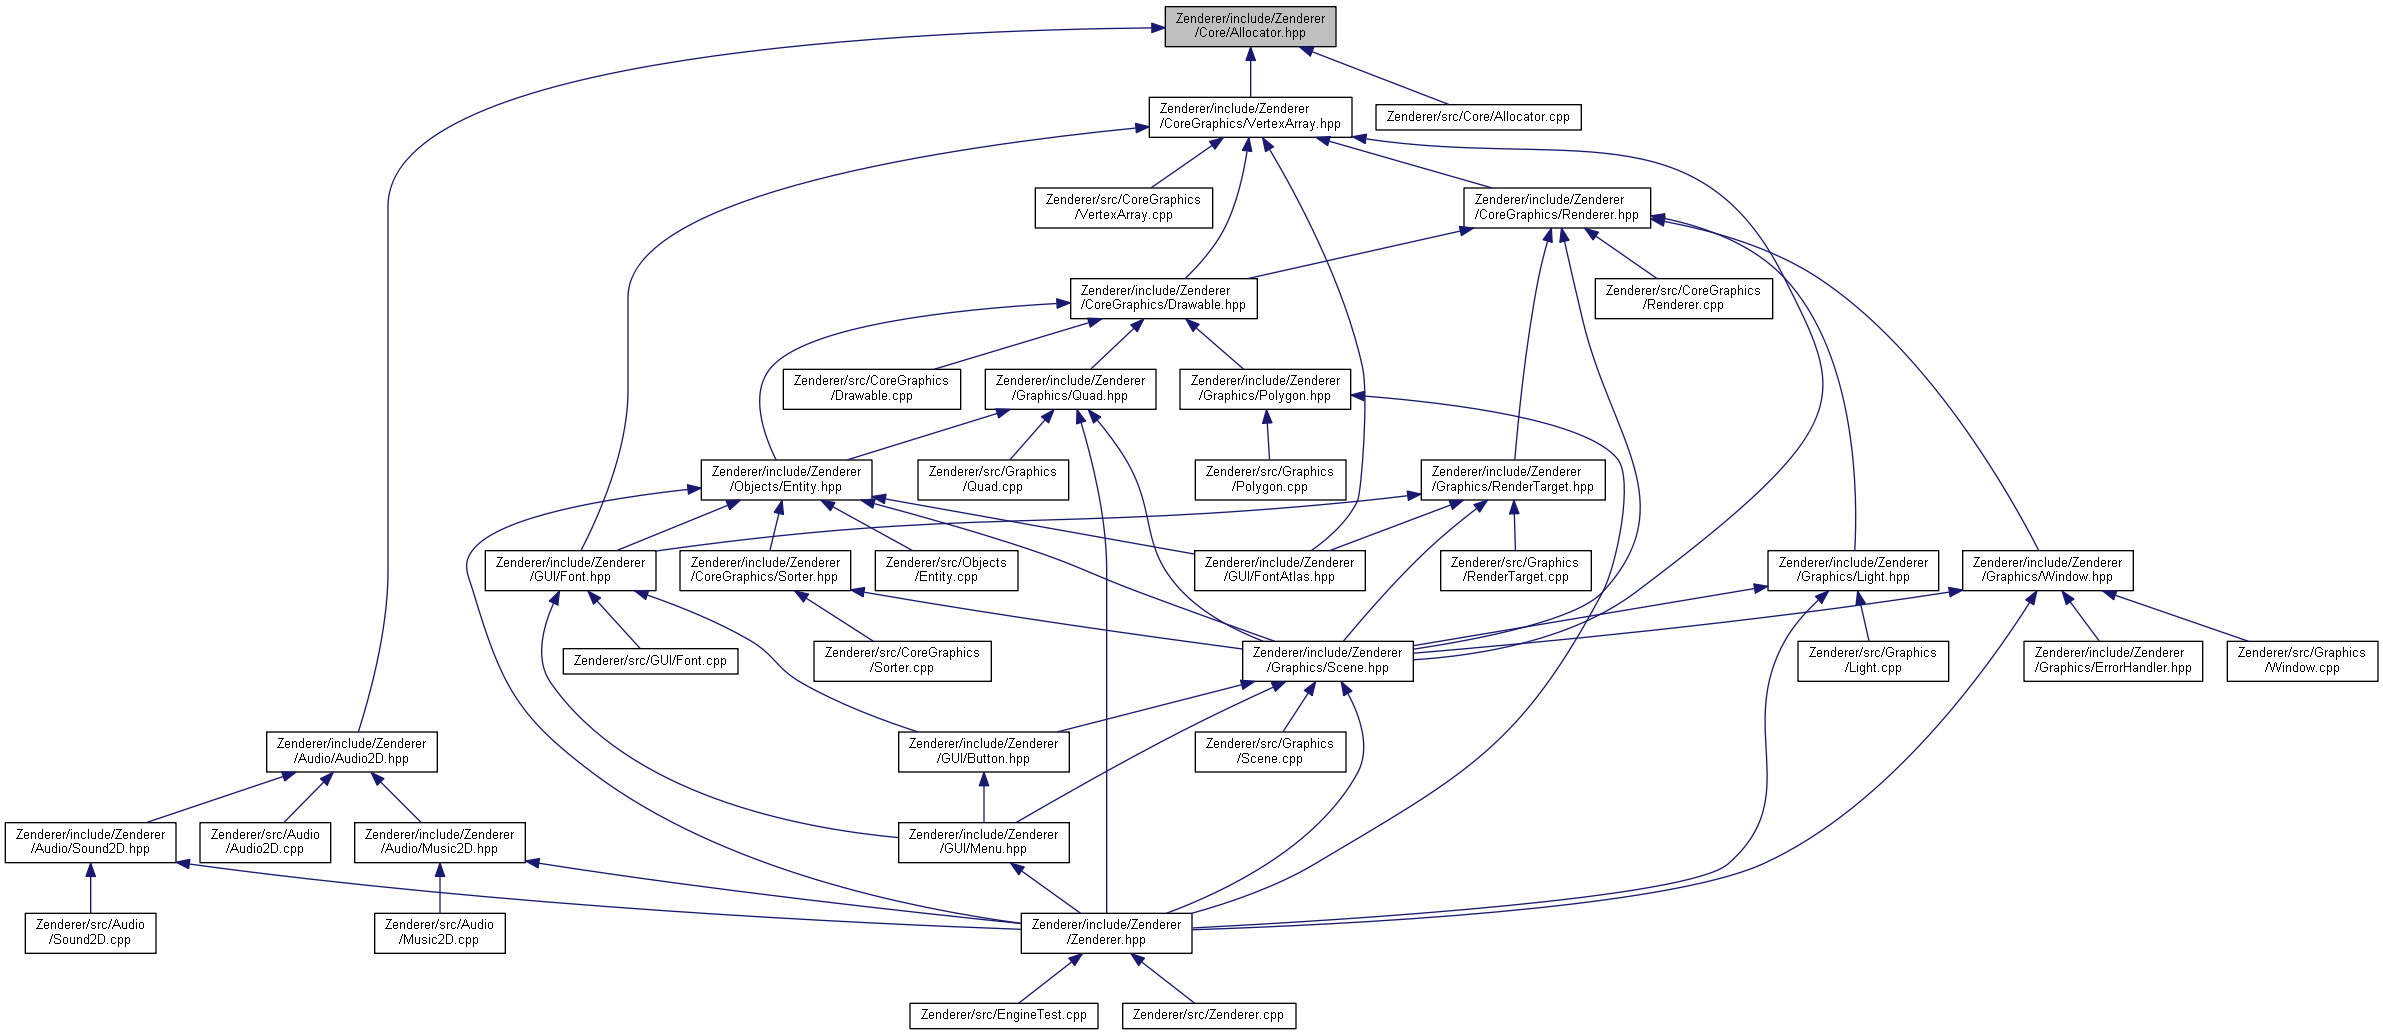 Zenderer/include/Zenderer
/Core/Allocator.hpp
Zenderer/include/Zenderer
/CoreGraphics/VertexArray.hpp
Zenderer/src/Core/Allocator.cpp
Zenderer/src/CoreGraphics
/VertexArray.cpp
Zenderer/include/Zenderer
/CoreGraphics/Renderer.hpp
Zenderer/include/Zenderer
/CoreGraphics/Drawable.hpp
Zenderer/src/CoreGraphics
/Renderer.cpp
Zenderer/src/CoreGraphics
/Drawable.cpp
Zenderer/include/Zenderer
/Graphics/Quad.hpp
Zenderer/include/Zenderer
/Graphics/Polygon.hpp
Zenderer/include/Zenderer
/Objects/Entity.hpp
Zenderer/src/Graphics
/Quad.cpp
Zenderer/src/Graphics
/Polygon.cpp
Zenderer/include/Zenderer
/Graphics/RenderTarget.hpp
Zenderer/include/Zenderer
/GUI/Font.hpp
Zenderer/include/Zenderer
/CoreGraphics/Sorter.hpp
Zenderer/src/Objects
/Entity.cpp
Zenderer/include/Zenderer
/GUI/FontAtlas.hpp
Zenderer/src/Graphics
/RenderTarget.cpp
Zenderer/include/Zenderer
/Graphics/Light.hpp
Zenderer/include/Zenderer
/Graphics/Window.hpp
Zenderer/src/GUI/Font.cpp
Zenderer/src/CoreGraphics
/Sorter.cpp
Zenderer/include/Zenderer
/Graphics/Scene.hpp
Zenderer/src/Graphics
/Light.cpp
Zenderer/include/Zenderer
/Graphics/ErrorHandler.hpp
Zenderer/src/Graphics
/Window.cpp
Zenderer/include/Zenderer
/Audio/Audio2D.hpp
Zenderer/include/Zenderer
/GUI/Button.hpp
Zenderer/src/Graphics
/Scene.cpp
Zenderer/include/Zenderer
/Audio/Sound2D.hpp
Zenderer/src/Audio
/Audio2D.cpp
Zenderer/include/Zenderer
/Audio/Music2D.hpp
Zenderer/include/Zenderer
/GUI/Menu.hpp
Zenderer/src/Audio
/Sound2D.cpp
Zenderer/src/Audio
/Music2D.cpp
Zenderer/include/Zenderer
/Zenderer.hpp
Zenderer/src/EngineTest.cpp
Zenderer/src/Zenderer.cpp